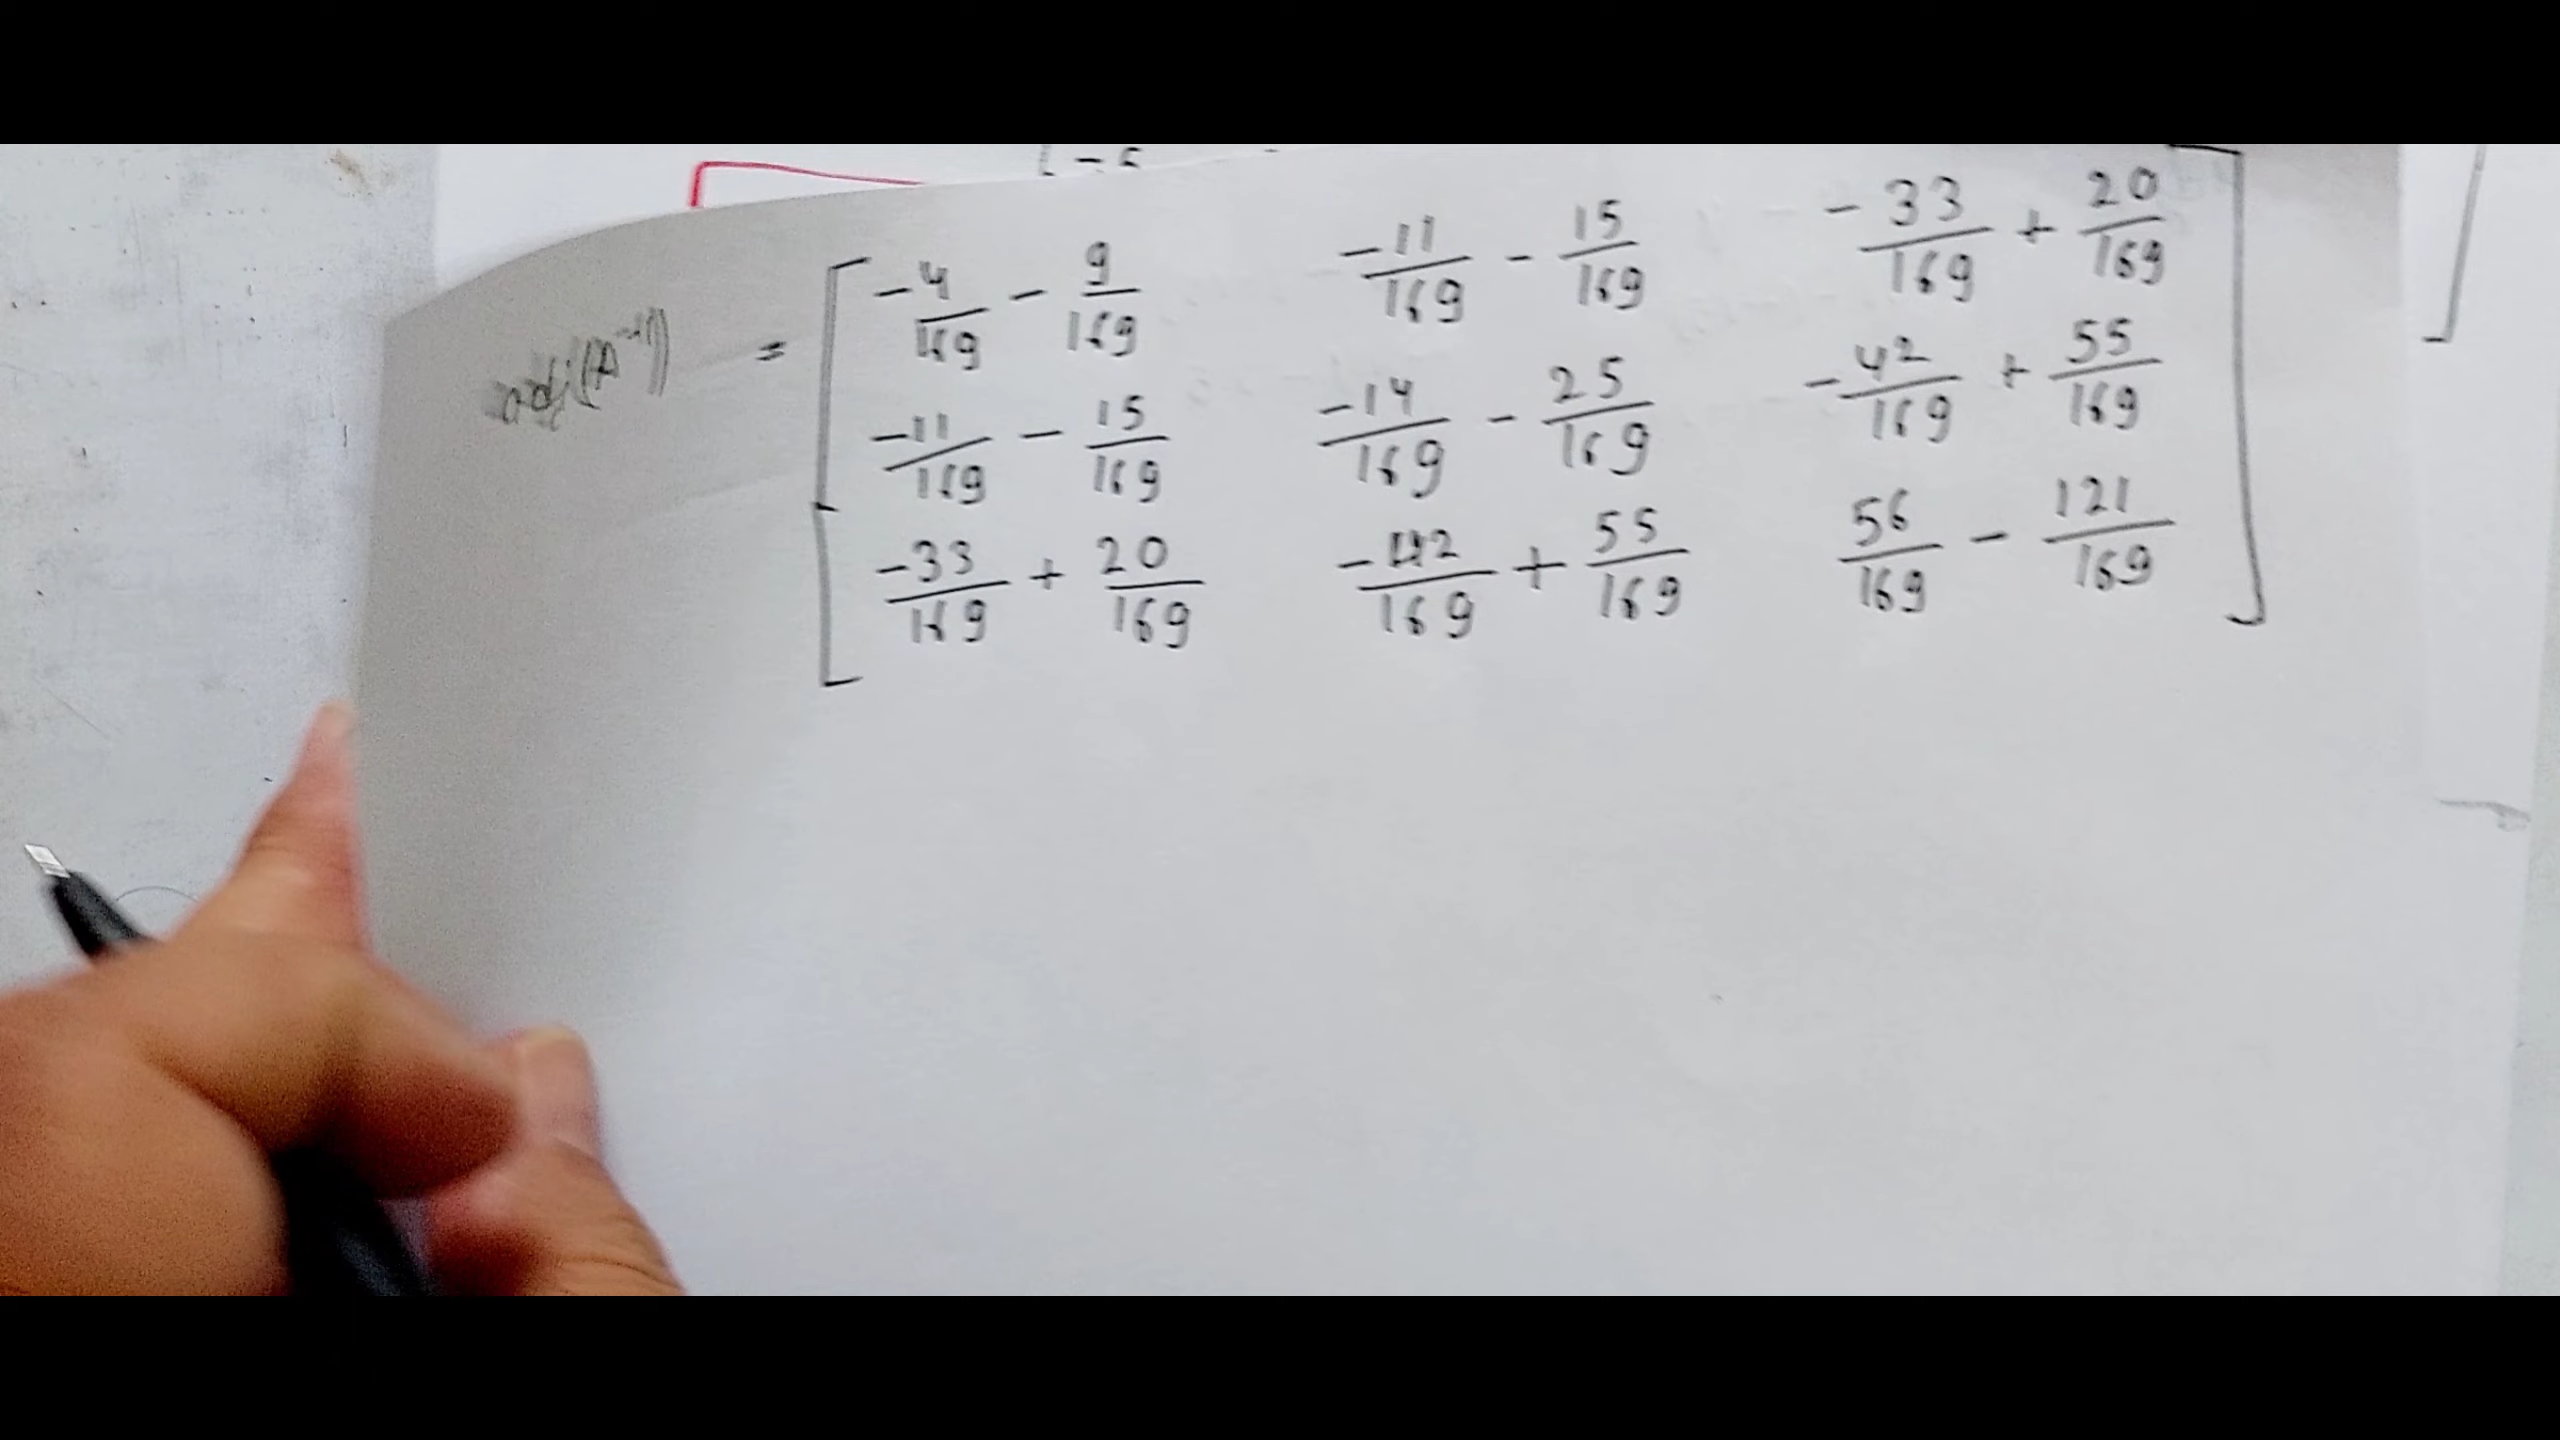 - 5
adj(A⁻¹) = [ -4/169 - 9/169   -11/169 - 15/169   -33/169 + 20/169
-11/169 - 15/169   -14/169 - 25/169   -42/169 + 55/169
-33/169 + 20/169   -42/169 + 55/169   56/169 - 121/169 ]